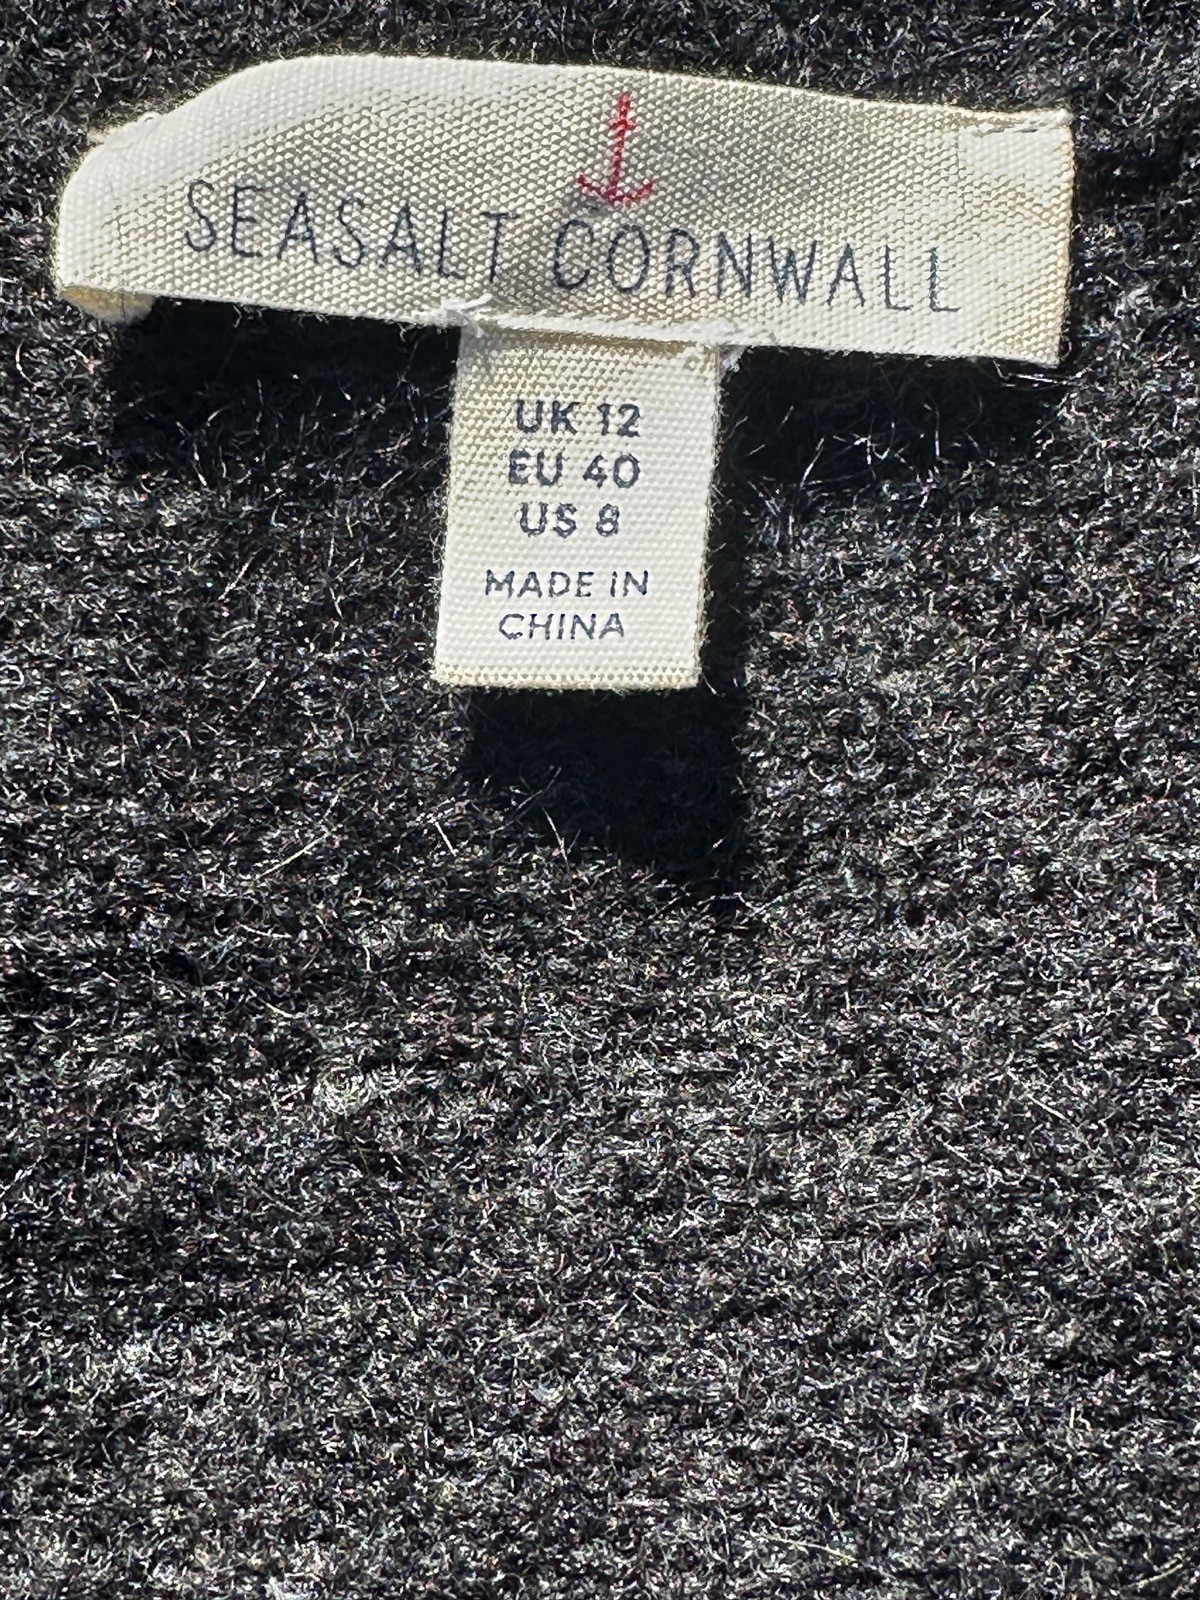 SEASALT CORNWALL
UK 12
EU 40
US 8
MADE IN
CHINA